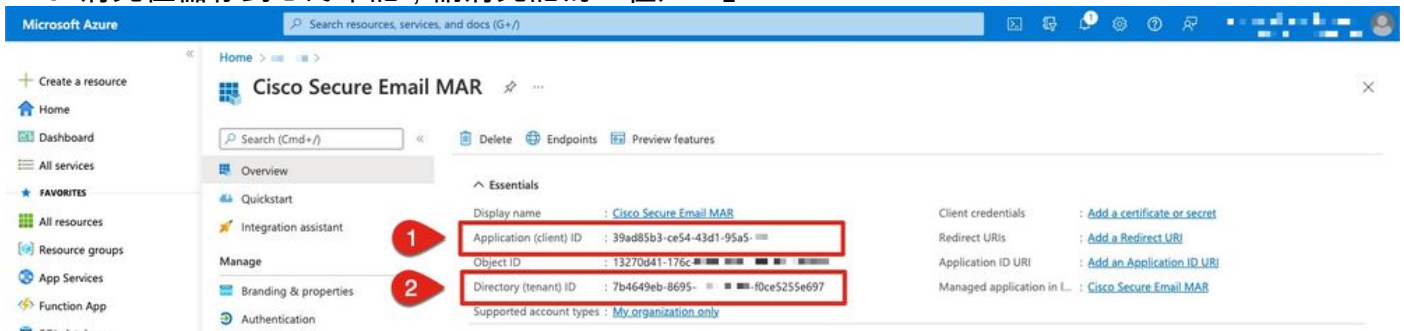 Microsoft Azure
Search resources, services, and docs (G+/)
Home >
Create a resource
Home
Dashboard
All services
FAVORITES
All resources
Resource groups
App Services
Function App
Cisco Secure Email MAR
Search (Cmd+/)
Overview
Quickstart
Integration assistant
Manage
Branding & properties
Authentication
Delete
Endpoints
Preview features
Essentials
Display name : Cisco Secure Email MAR
1
Application (client) ID : 39ad85b3-ce54-43d1-95a5-
Object ID : 13270d41-176c-
2
Directory (tenant) ID : 7b4649eb-8695- -f0ce5255e697
Supported account types : My organization only
Client credentials : Add a certificate or secret
Redirect URIs : Add a Redirect URI
Application ID URI : Add an Application ID URI
Managed application in l... : Cisco Secure Email MAR